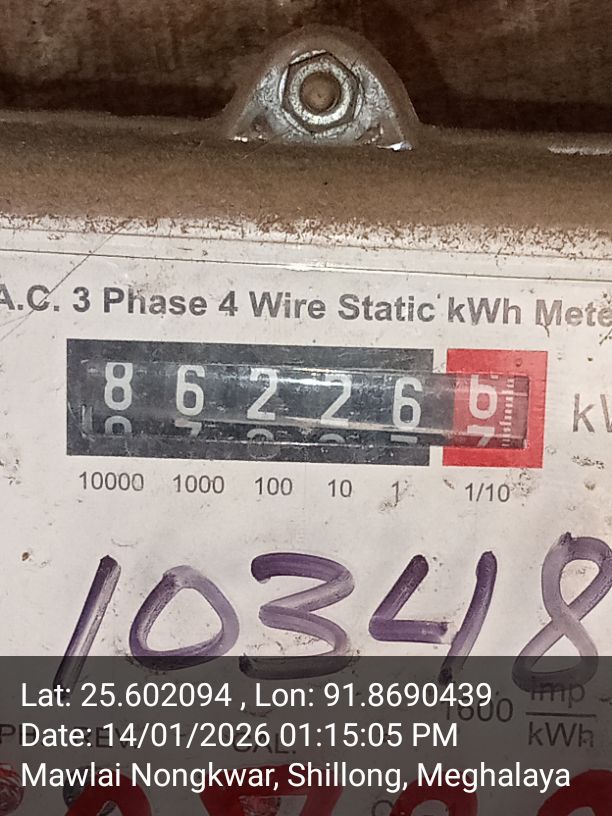 A.C. 3 Phase 4 Wire Static kWh Mete
8 6 2 2 6 6
10000 1000 100 10 1 1/10
10348
Lat: 25.602094 , Lon: 91.8690439
1600 imp
kWh
Date: 14/01/2026 01:15:05 PM
Mawlai Nongkwar, Shillong, Meghalaya